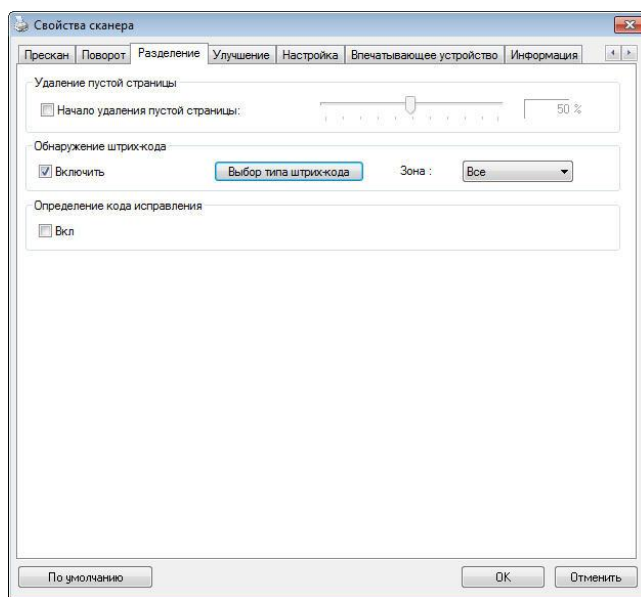 Свойства сканера
Прескан Поворот Разделение Улучшение Настройка Впечатывающее устройство Информация
Удаление пустой страницы
Начало удаления пустой страницы: 50 %
Обнаружение штрих-кода
Включить Выбор типа штрих-кода Зона : Все
Определение кода исправления
Вкл
По умолчанию OK Отменить